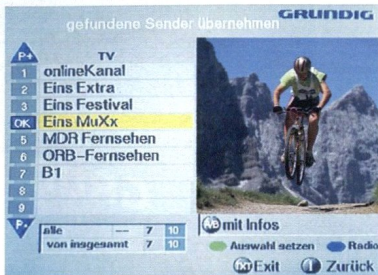 gefundene Sender übernehmen
GRUNDIG
P+
TV
1 onlineKanal
2 Eins Extra
3 Eins Festival
OK Eins MuXx
5 MDR Fernsehen
6 ORB-Fernsehen
7 B1
8
9
P-
alle -- 7 10
von insgesamt 7 10
mit Infos
Auswahl setzen Radio
Exit i Zurück